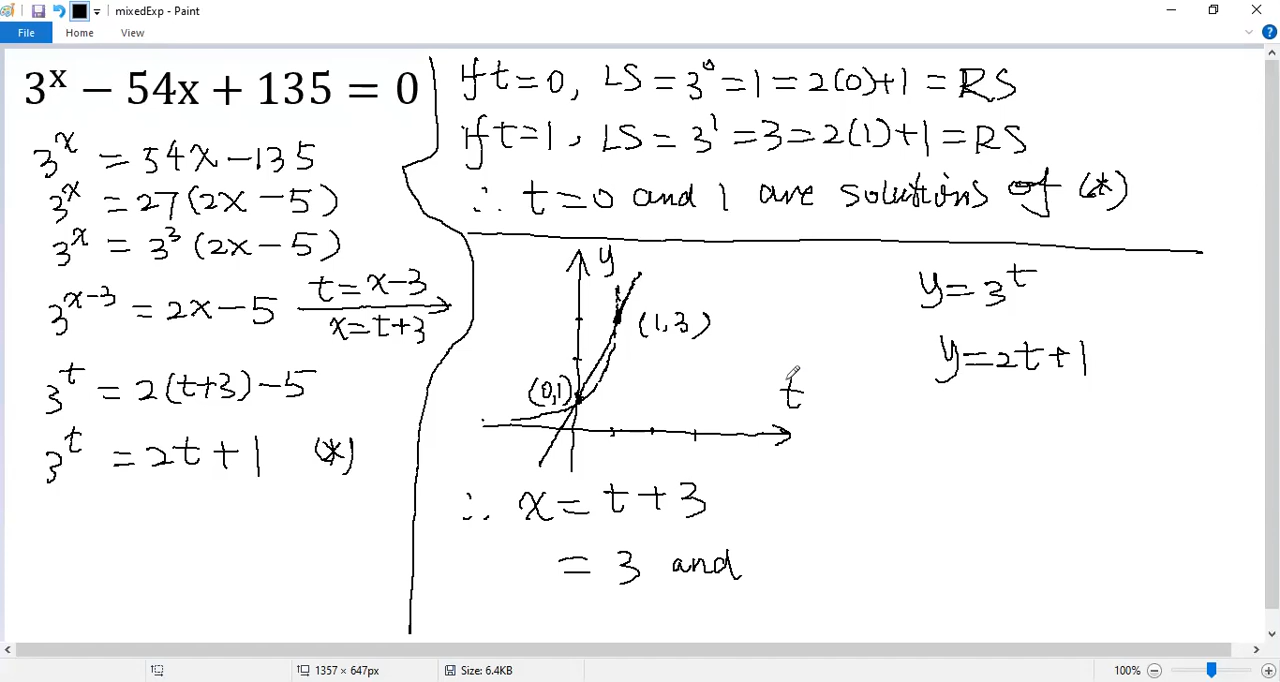 mixedExp - Paint
File Home View
3ˣ − 54x + 135 = 0
3ˣ = 54x − 135
3ˣ = 27(2x − 5)
3ˣ = 3³(2x − 5)
3ˣ⁻³ = 2x − 5
t = x − 3
x = t + 3
3ᵗ = 2(t+3) − 5
3ᵗ = 2t + 1 (*)
If t = 0, LS = 3⁰ = 1 = 2(0)+1 = RS
If t = 1, LS = 3¹ = 3 = 2(1)+1 = RS
∴ t = 0 and 1 are solutions of (*)
y
(1,3)
(0,1)
t
y = 3ᵗ
y = 2t + 1
∴ x = t + 3
= 3 and
1357 × 647px
Size: 6.4KB
100%